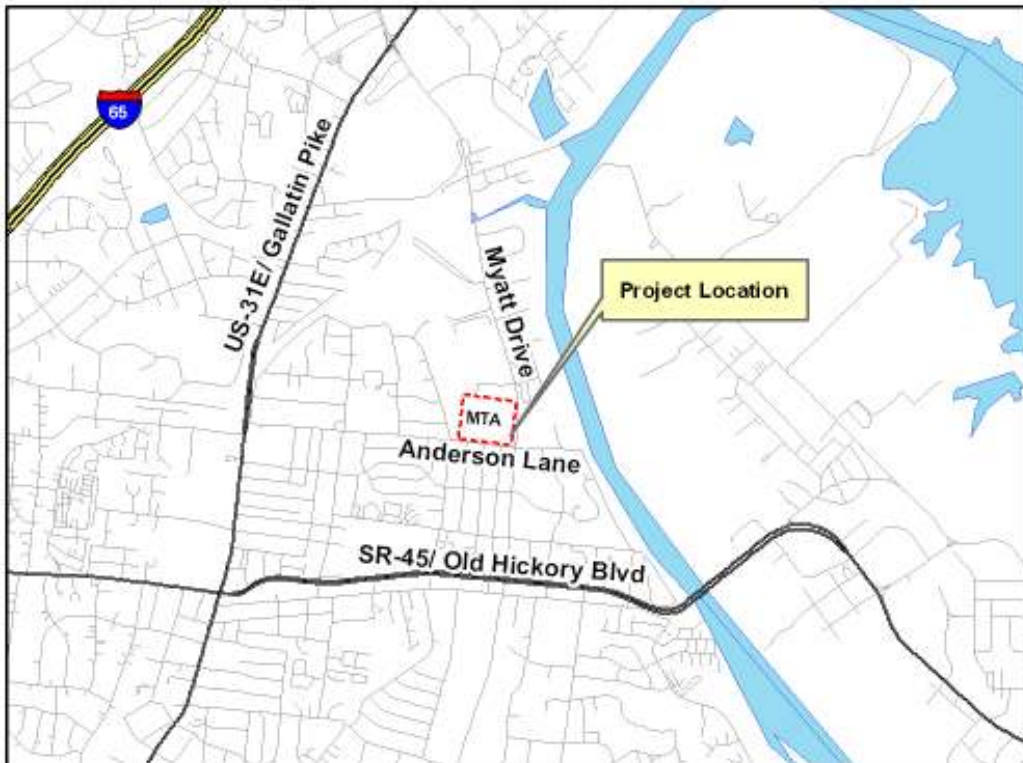 65
US-31E/ Gallatin Pike
Myatt Drive
Project Location
MTA
Anderson Lane
SR-45/ Old Hickory Blvd